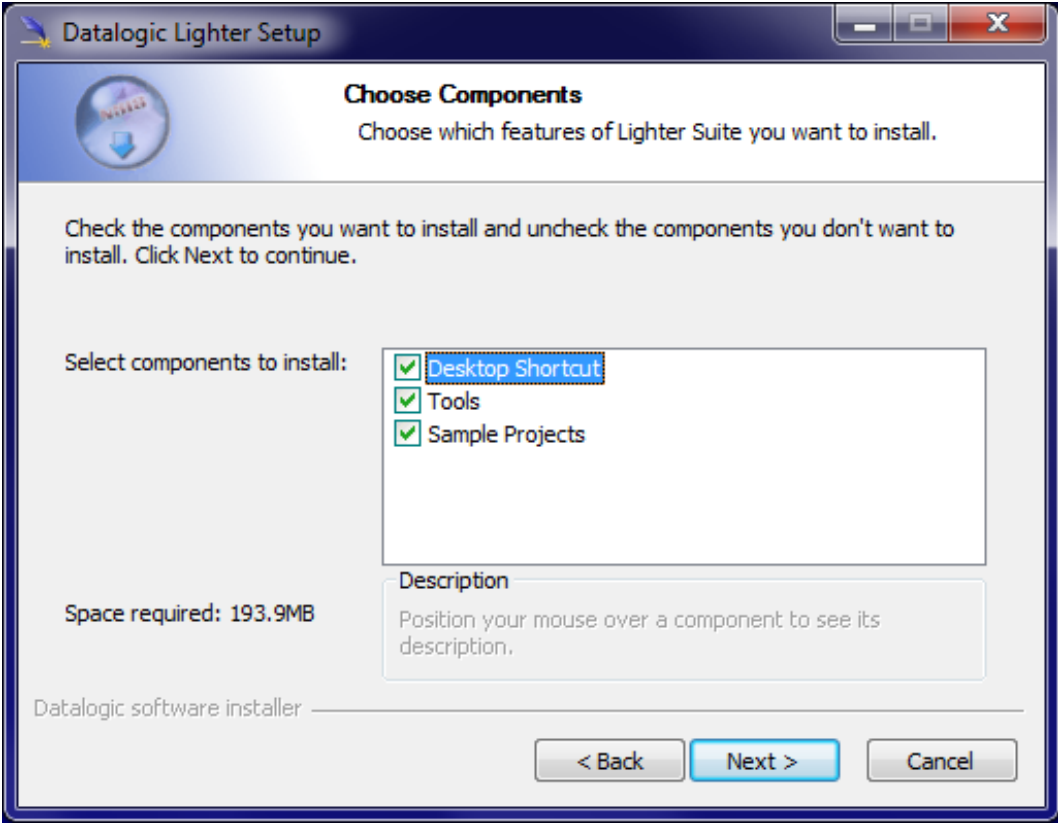 Datalogic Lighter Setup
Choose Components
Choose which features of Lighter Suite you want to install.
Check the components you want to install and uncheck the components you don't want to
install. Click Next to continue.
Select components to install:
Desktop Shortcut
Tools
Sample Projects
Space required: 193.9MB
Description
Position your mouse over a component to see its
description.
Datalogic software installer
< Back
Next >
Cancel